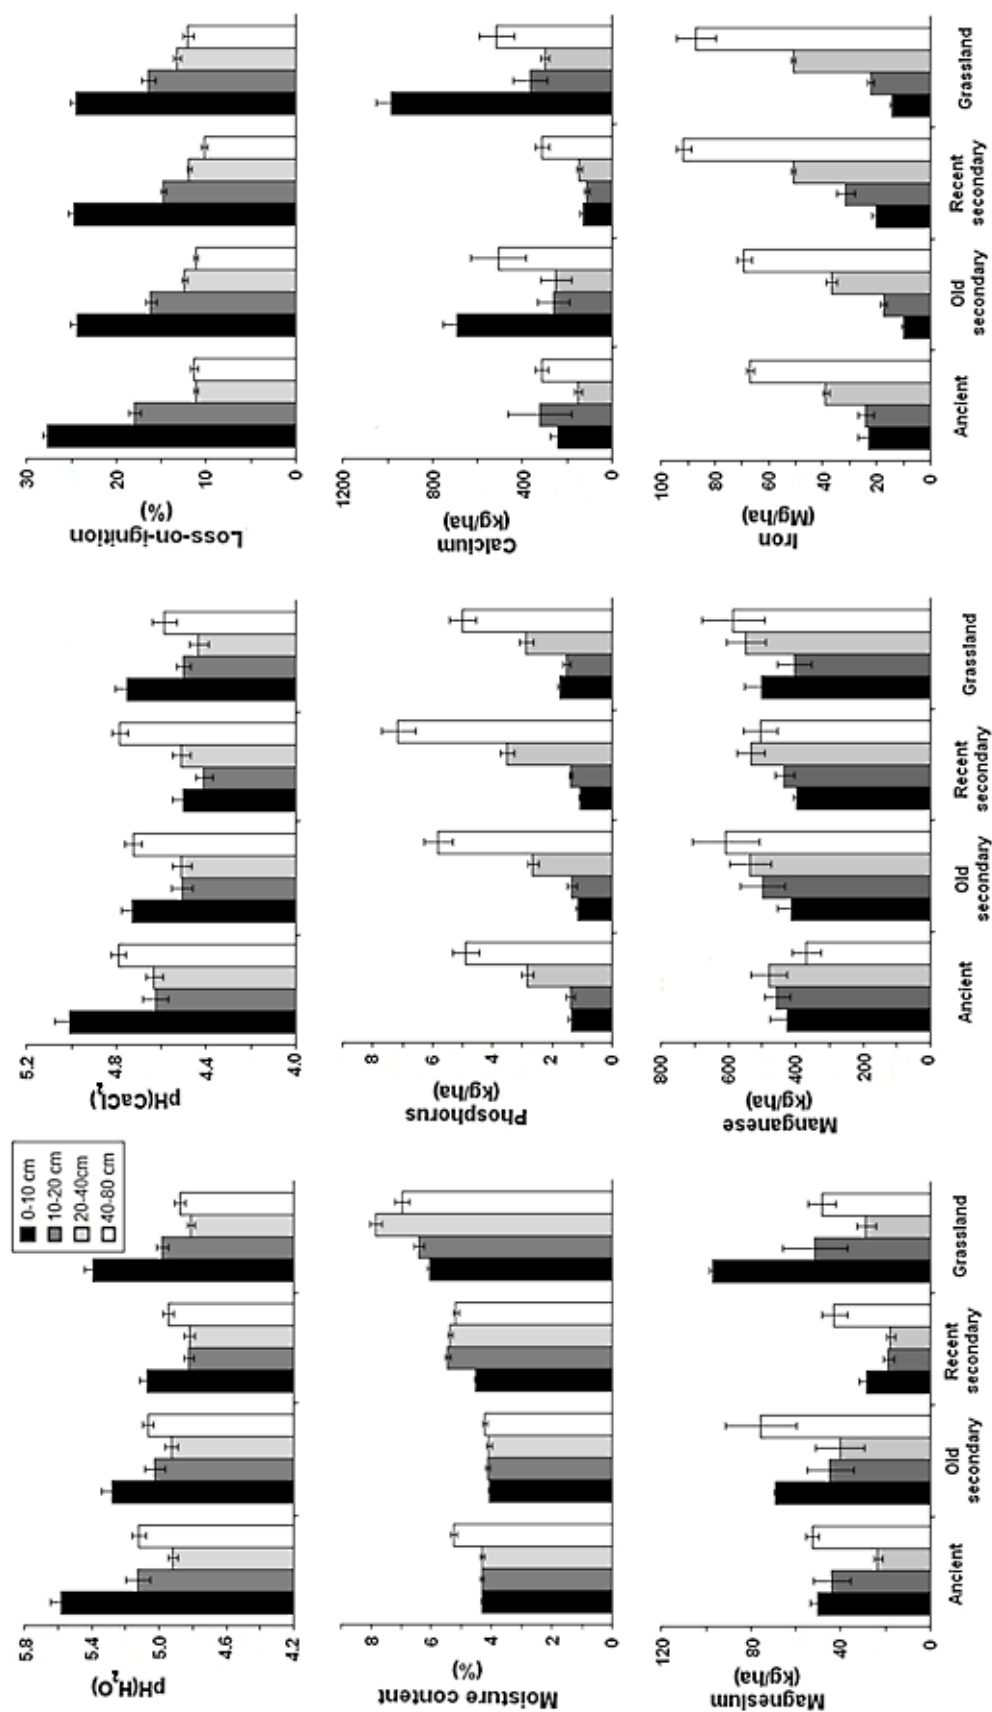 0-10 cm
10-20 cm
20-40cm
40-80 cm
5.8
5.4
5.0
4.6
4.2
pH(H₂O)
5.2
4.8
4.4
4.0
pH(CaCl₂)
30
20
10
0
Loss-on-ignition
(%)
8
6
4
2
0
Moisture content
(%)
8
6
4
2
0
Phosphorus
(kg/ha)
1200
800
400
0
Calcium
(kg/ha)
120
80
40
0
Magnesium
(kg/ha)
Ancient
Old
secondary
Recent
secondary
Grassland
800
600
400
200
0
Manganese
(kg/ha)
Ancient
Old
secondary
Recent
secondary
Grassland
100
80
60
40
20
0
Iron
(Mg/ha)
Ancient
Old
secondary
Recent
secondary
Grassland